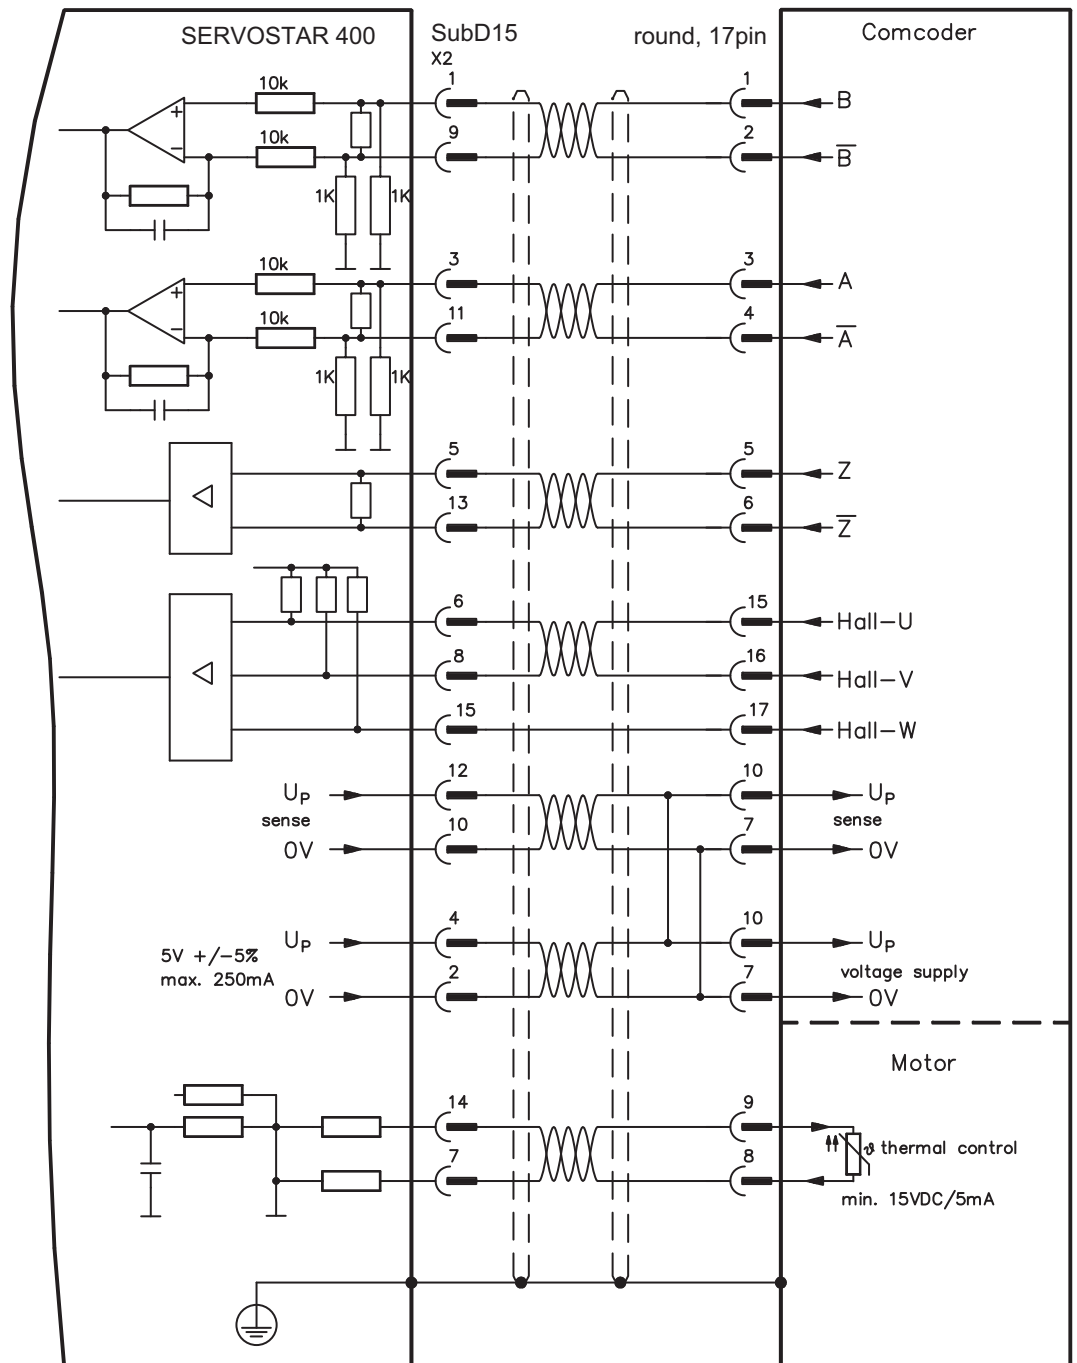 SERVOSTAR 400 SubD15 round, 17pin Comcoder
X2
10k 1 1 B
+
10k 9 2 B̅
−
1K 1K
10k 3 3 A
+
10k 11 4 A̅
−
1K 1K
5 5 Z
13 6 Z̅
6 15 Hall-U
8 16 Hall-V
15 17 Hall-W
UP 12 10 UP
sense sense
0V 10 7 0V
UP 4 10 UP
5V +/-5%
max. 250mA voltage supply
0V 2 7 0V
Motor
14 9
ϑ thermal control
7 8
min. 15VDC/5mA